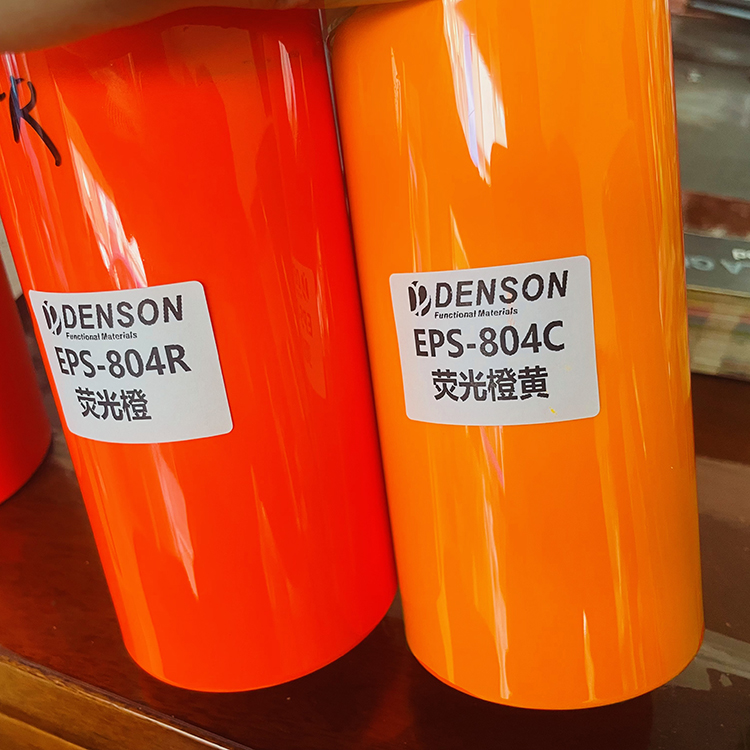 R
DENSON
Functional Materials
EPS-804R
荧光橙
DENSON
Functional Materials
EPS-804C
荧光橙黄